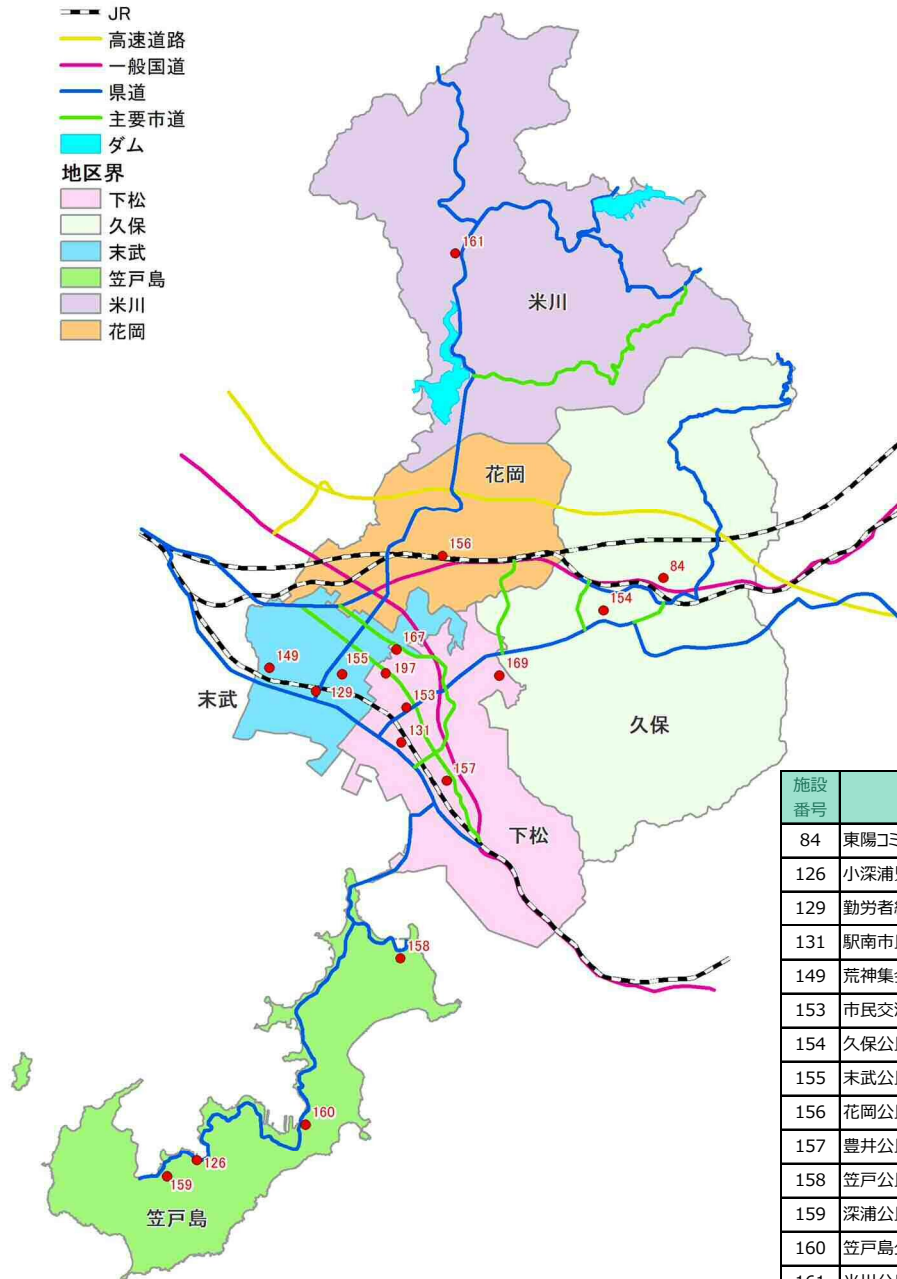 JR
高速道路
一般国道
県道
主要市道
ダム
地区界
下松
久保
末武
笠戸島
米川
花岡
161
米川
花岡
156
84
154
167
149
155
197
169
129
153
末武
久保
131
157
下松
158
160
126
159
笠戸島
施設
番号
84 東陽コミ
126 小深浦
129 勤労者
131 駅南市
149 荒神集
153 市民交
154 久保公
155 末武公
156 花岡公
157 豊井公
158 笠戸公
159 深浦公
160 笠戸島
161 米川公